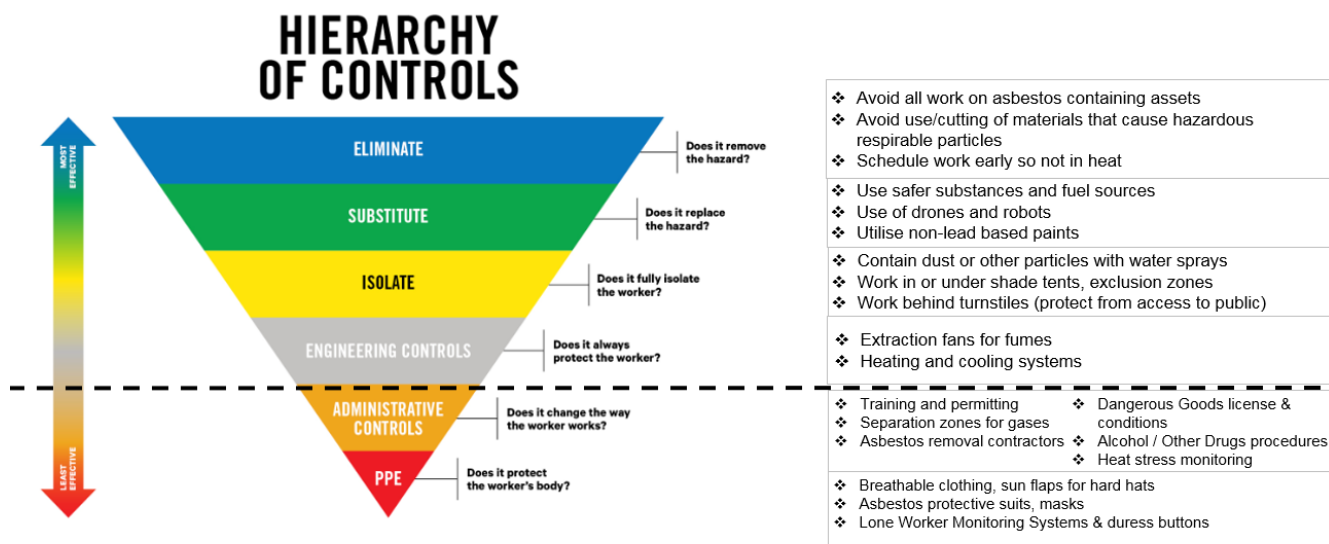 HIERARCHY
OF CONTROLS
MOST
EFFECTIVE
LEAST
EFFECTIVE
ELIMINATE
Does it remove
the hazard?
❖ Avoid all work on asbestos containing assets
❖ Avoid use/cutting of materials that cause hazardous
respirable particles
❖ Schedule work early so not in heat
SUBSTITUTE
Does it replace
the hazard?
❖ Use safer substances and fuel sources
❖ Use of drones and robots
❖ Utilise non-lead based paints
ISOLATE
Does it fully isolate
the worker?
❖ Contain dust or other particles with water sprays
❖ Work in or under shade tents, exclusion zones
❖ Work behind turnstiles (protect from access to public)
ENGINEERING CONTROLS
Does it always
protect the worker?
❖ Extraction fans for fumes
❖ Heating and cooling systems
ADMINISTRATIVE
CONTROLS
Does it change the way
the worker works?
❖ Training and permitting
❖ Separation zones for gases
❖ Asbestos removal contractors
❖ Dangerous Goods license &
conditions
❖ Alcohol / Other Drugs procedures
❖ Heat stress monitoring
PPE
Does it protect
the worker's body?
❖ Breathable clothing, sun flaps for hard hats
❖ Asbestos protective suits, masks
❖ Lone Worker Monitoring Systems & duress buttons